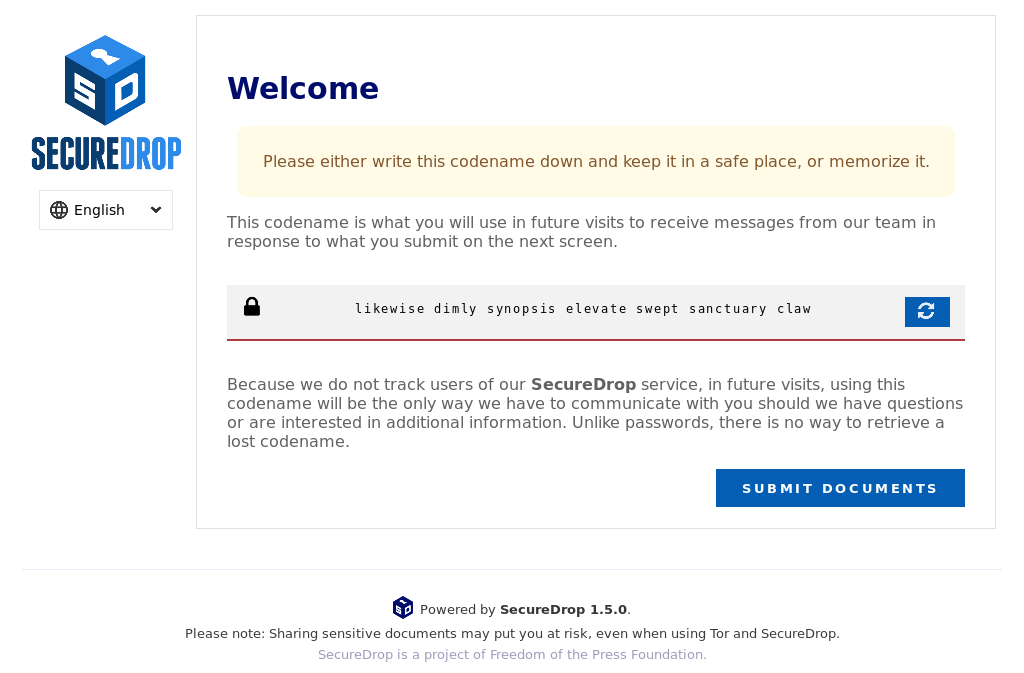 SECUREDROP
English
Welcome
Please either write this codename down and keep it in a safe place, or memorize it.
This codename is what you will use in future visits to receive messages from our team in
response to what you submit on the next screen.
likewise dimly synopsis elevate swept sanctuary claw
Because we do not track users of our SecureDrop service, in future visits, using this
codename will be the only way we have to communicate with you should we have questions
or are interested in additional information. Unlike passwords, there is no way to retrieve a
lost codename.
SUBMIT DOCUMENTS
Powered by SecureDrop 1.5.0.
Please note: Sharing sensitive documents may put you at risk, even when using Tor and SecureDrop.
SecureDrop is a project of Freedom of the Press Foundation.